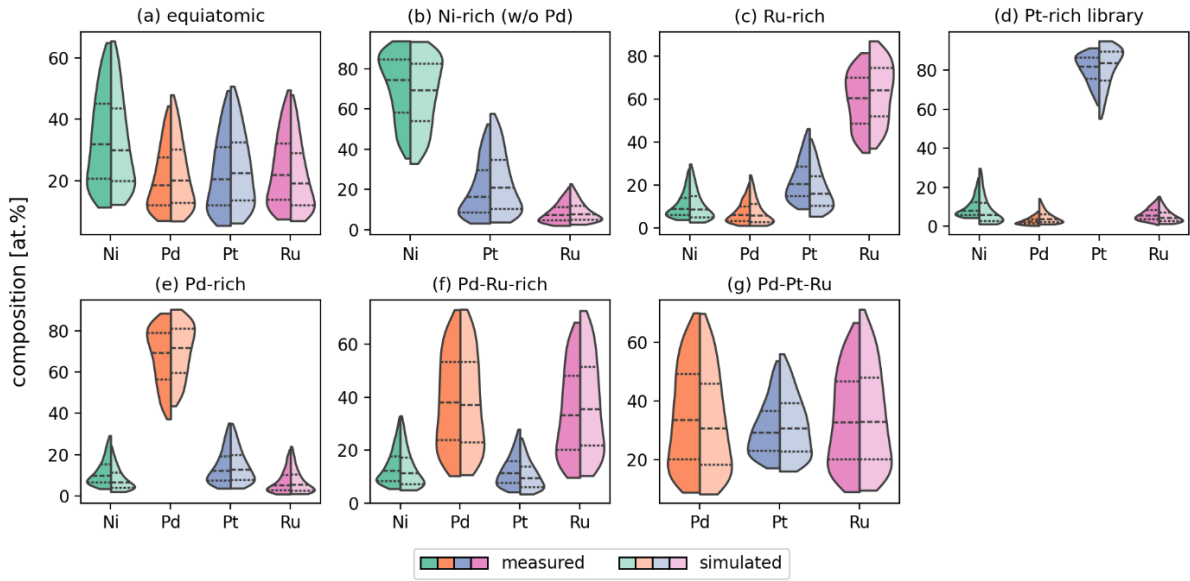 (a) equiatomic
(b) Ni-rich (w/o Pd)
(c) Ru-rich
(d) Pt-rich library
composition [at.%]
60
40
20
Ni Pd Pt Ru
80
60
40
20
0
Ni Pt Ru
80
60
40
20
0
Ni Pd Pt Ru
80
60
40
20
0
Ni Pd Pt Ru
(e) Pd-rich
(f) Pd-Ru-rich
(g) Pd-Pt-Ru
80
60
40
20
0
Ni Pd Pt Ru
60
40
20
0
Ni Pd Pt Ru
60
40
20
Pd Pt Ru
measured simulated